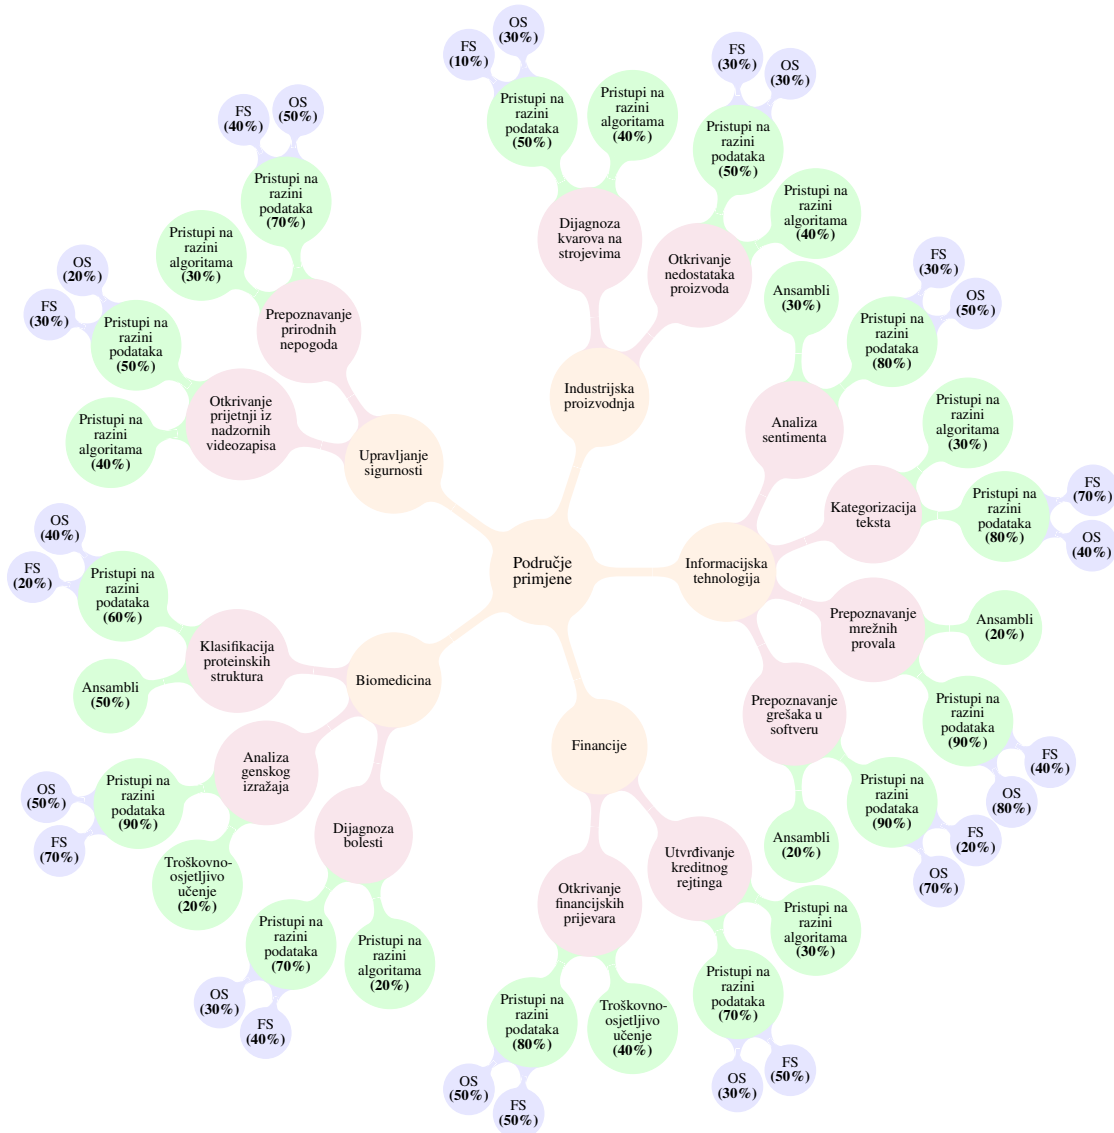 Područje
primjene
Industrijska
proizvodnja
Dijagnoza
kvarova na
strojevima
Pristupi na
razini
podataka
(50%)
FS
(10%)
OS
(30%)
Pristupi na
razini
algoritama
(40%)
Otkrivanje
nedostataka
proizvoda
Pristupi na
razini
podataka
(50%)
FS
(30%)
OS
(30%)
Pristupi na
razini
algoritama
(40%)
Informacijska
tehnologija
Analiza
sentimenta
Ansambli
(30%)
Pristupi na
razini
podataka
(80%)
FS
(30%)
OS
(50%)
Kategorizacija
teksta
Pristupi na
razini
algoritama
(30%)
Pristupi na
razini
podataka
(80%)
FS
(70%)
OS
(40%)
Prepoznavanje
mrežnih
provala
Ansambli
(20%)
Pristupi na
razini
podataka
(90%)
FS
(40%)
OS
(80%)
Prepoznavanje
grešaka u
softveru
Pristupi na
razini
podataka
(90%)
FS
(20%)
OS
(70%)
Ansambli
(20%)
Financije
Utvrđivanje
kreditnog
rejtinga
Pristupi na
razini
algoritama
(30%)
Pristupi na
razini
podataka
(70%)
FS
(50%)
OS
(30%)
Otkrivanje
financijskih
prijevara
Troškovno-
osjetljivo
učenje
(40%)
Pristupi na
razini
podataka
(80%)
OS
(50%)
FS
(50%)
Biomedicina
Dijagnoza
bolesti
Pristupi na
razini
algoritama
(20%)
Pristupi na
razini
podataka
(70%)
OS
(30%)
FS
(40%)
Analiza
genskog
izražaja
Troškovno-
osjetljivo
učenje
(20%)
Pristupi na
razini
podataka
(90%)
OS
(50%)
FS
(70%)
Klasifikacija
proteinskih
struktura
Ansambli
(50%)
Pristupi na
razini
podataka
(60%)
OS
(40%)
FS
(20%)
Upravljanje
sigurnosti
Otkrivanje
prijetnji iz
nadzornih
videozapisa
Pristupi na
razini
algoritama
(40%)
Pristupi na
razini
podataka
(50%)
OS
(20%)
FS
(30%)
Prepoznavanje
prirodnih
nepogoda
Pristupi na
razini
algoritama
(30%)
Pristupi na
razini
podataka
(70%)
FS
(40%)
OS
(50%)